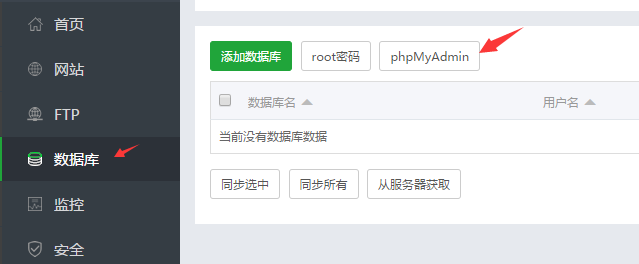 首页
网站
FTP
数据库
监控
安全
添加数据库 root密码 phpMyAdmin
数据库名 用户名
当前没有数据库数据
同步选中 同步所有 从服务器获取